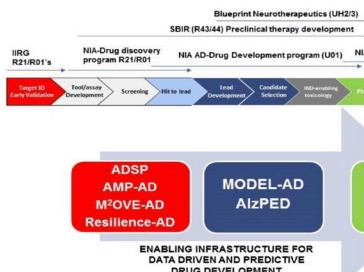 Blueprint Neurotherapeutics (UH2/3)
SBIR (R43/44) Preclinical therapy development
IIRG
R21/R01's
NIA-Drug discovery
program R21/R01
NIA AD-Drug Development program (U01)
Target ID
Early Validation
Tool/assay
Development
Screening
Hit to lead
Lead
Development
Candidate
Selection
IND-enabling
toxicology
ADSP
AMP-AD
M²OVE-AD
Resilience-AD
MODEL-AD
AlzPED
ENABLING INFRASTRUCTURE FOR
DATA DRIVEN AND PREDICTIVE
DRUG DEVELOPMENT